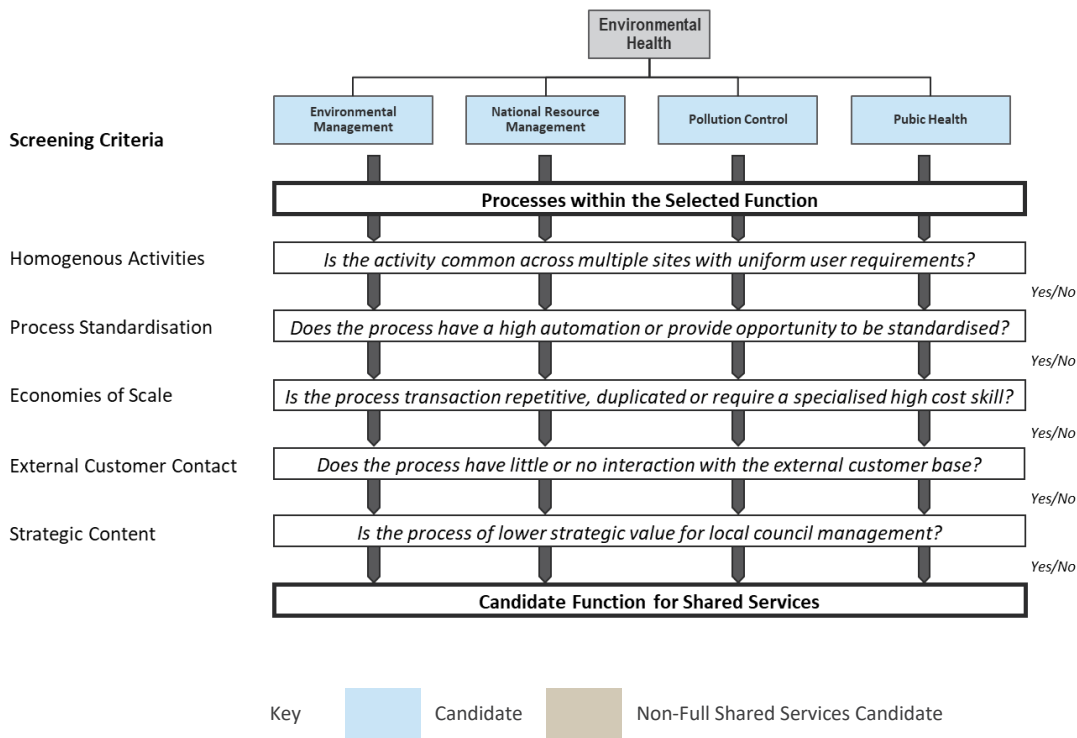 Environmental
Health
Environmental
Management
National Resource
Management
Pollution Control
Pubic Health
Screening Criteria
Processes within the Selected Function
Homogenous Activities
Is the activity common across multiple sites with uniform user requirements?
Yes/No
Process Standardisation
Does the process have a high automation or provide opportunity to be standardised?
Yes/No
Economies of Scale
Is the process transaction repetitive, duplicated or require a specialised high cost skill?
Yes/No
External Customer Contact
Does the process have little or no interaction with the external customer base?
Yes/No
Strategic Content
Is the process of lower strategic value for local council management?
Yes/No
Candidate Function for Shared Services
Key
Candidate
Non-Full Shared Services Candidate